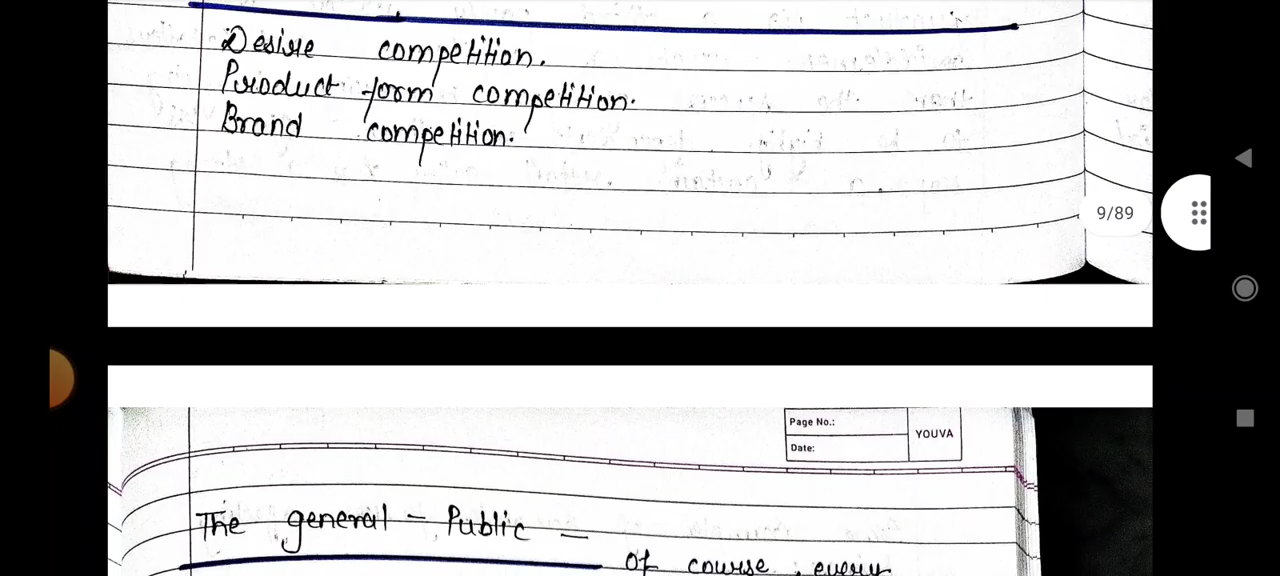 Desire competition.
Product form competition.
Brand competition.
9/89
Page No.:
Date:
YOUVA
The general - Public =
Of course, every